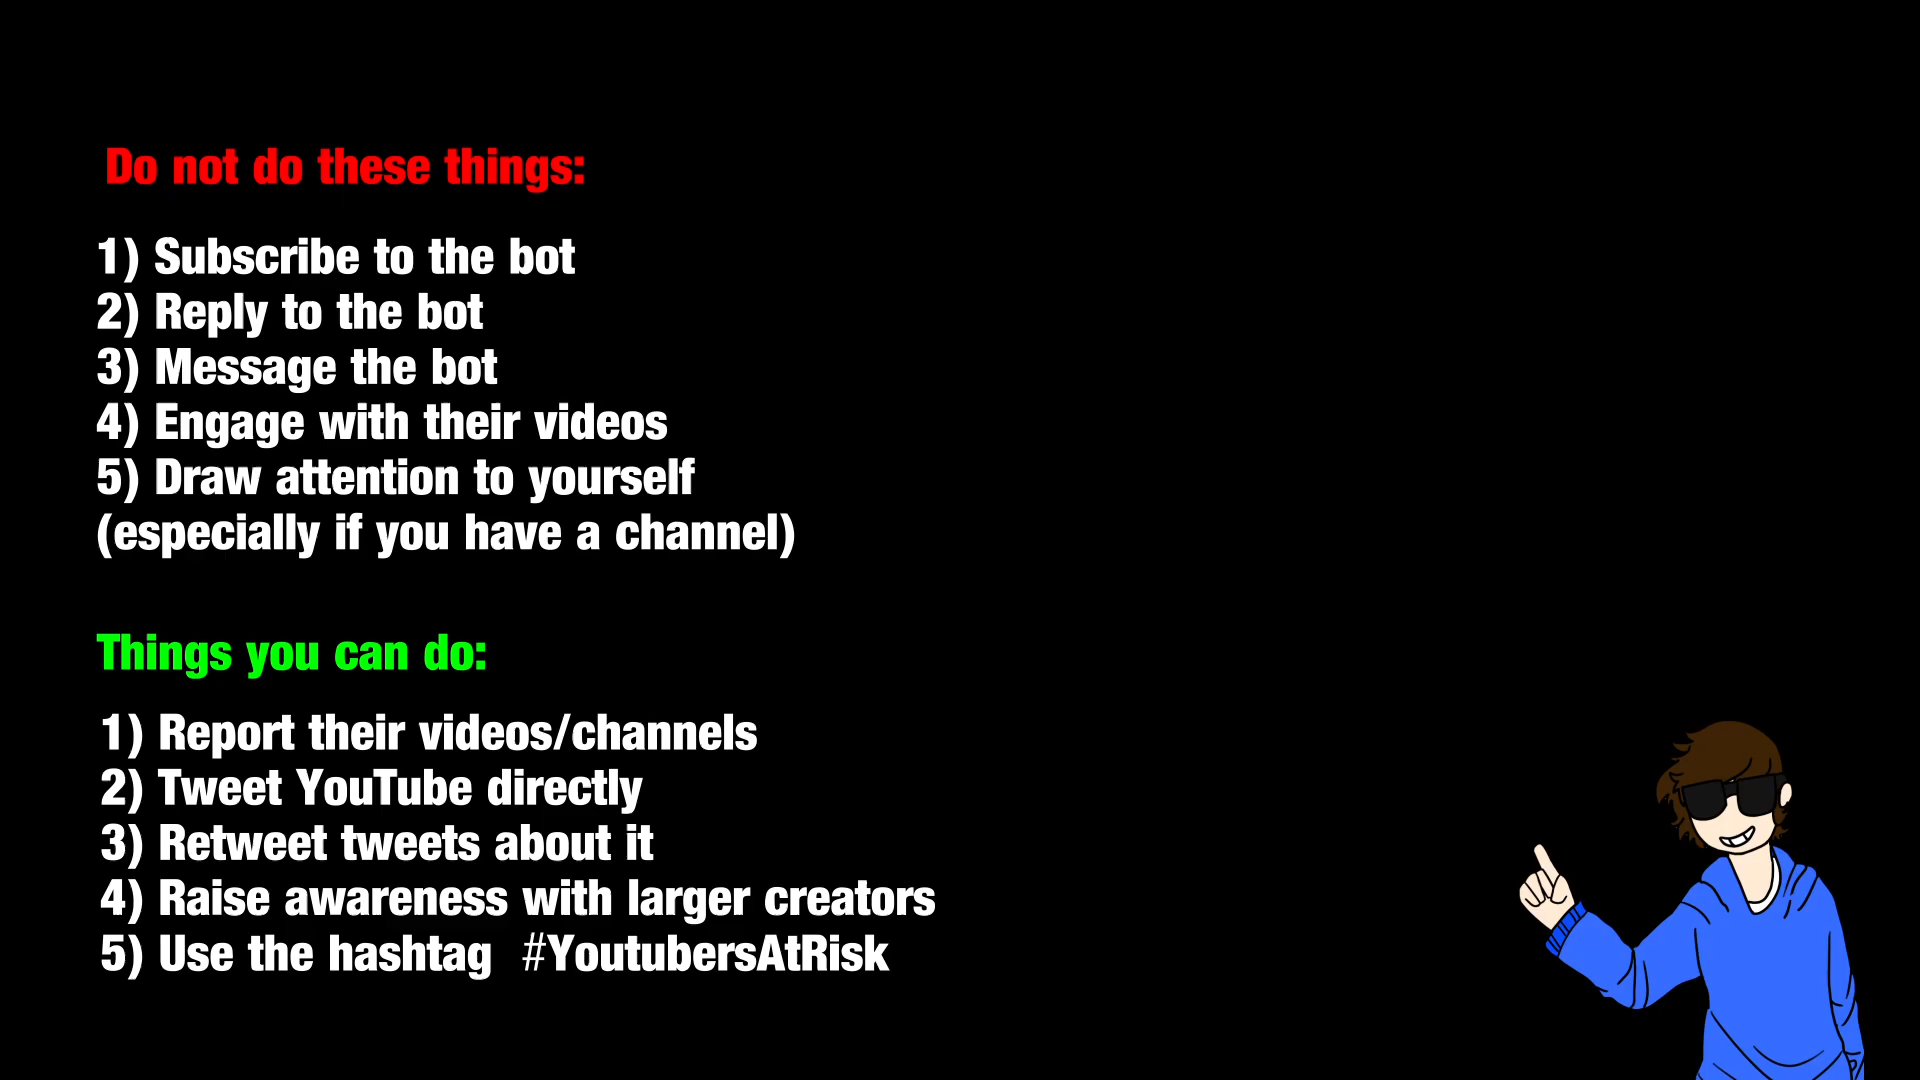 Do not do these things:
1) Subscribe to the bot
2) Reply to the bot
3) Message the bot
4) Engage with their videos
5) Draw attention to yourself
(especially if you have a channel)
Things you can do:
1) Report their videos/channels
2) Tweet YouTube directly
3) Retweet tweets about it
4) Raise awareness with larger creators
5) Use the hashtag #YoutubersAtRisk